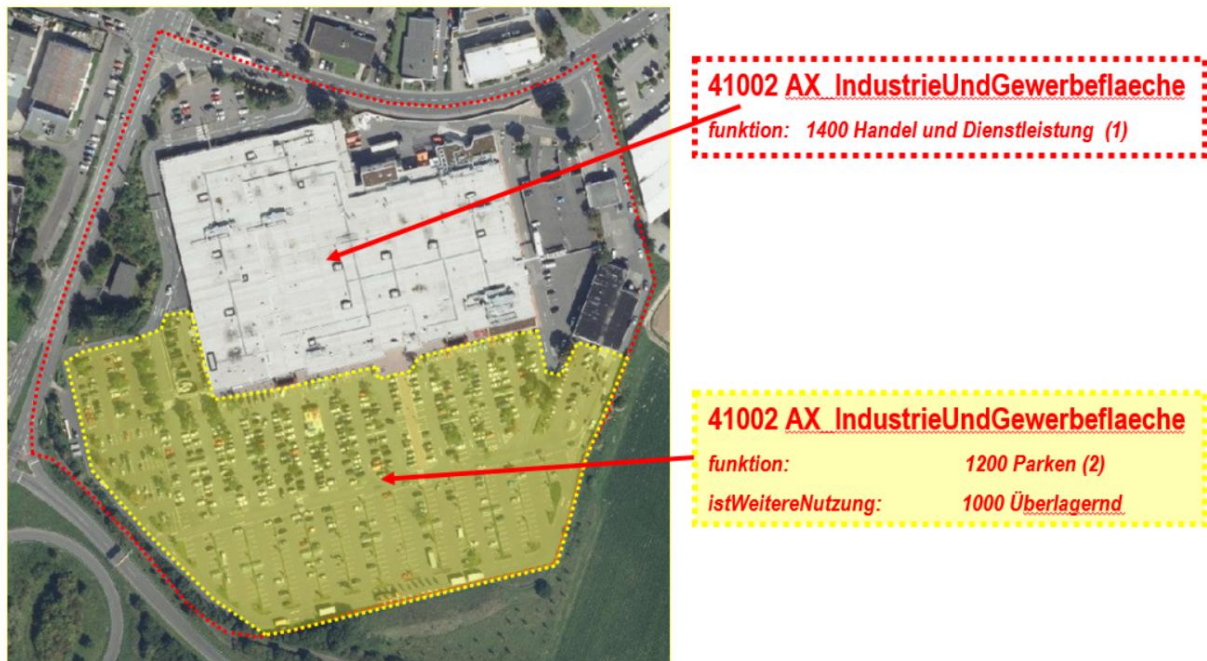 41002 AX_IndustrieUndGewerbeflaeche
funktion: 1400 Handel und Dienstleistung (1)
41002 AX_IndustrieUndGewerbeflaeche
funktion: 1200 Parken (2)
istWeitereNutzung: 1000 Überlagernd